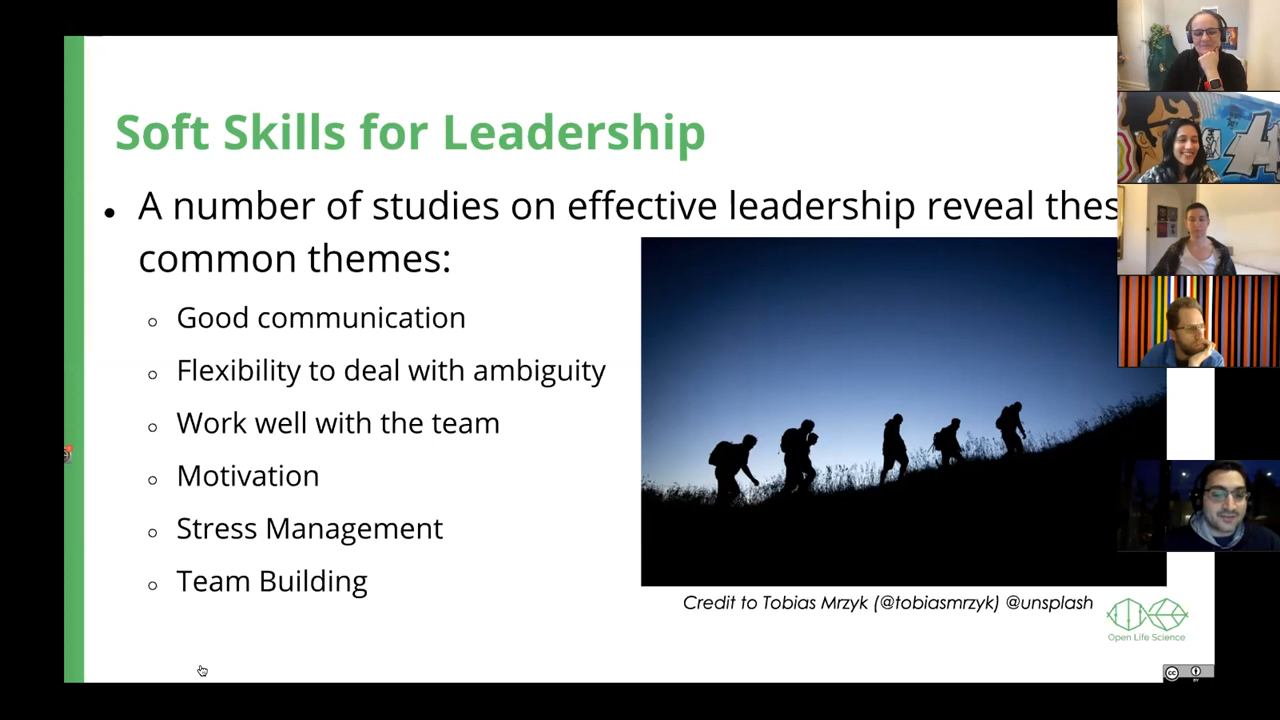 Soft Skills for Leadership
• A number of studies on effective leadership reveal thes
common themes:
○ Good communication
○ Flexibility to deal with ambiguity
○ Work well with the team
○ Motivation
○ Stress Management
○ Team Building
Credit to Tobias Mrzyk (@tobiasmrzyk) @unsplash
Open Life Science
cc
BY